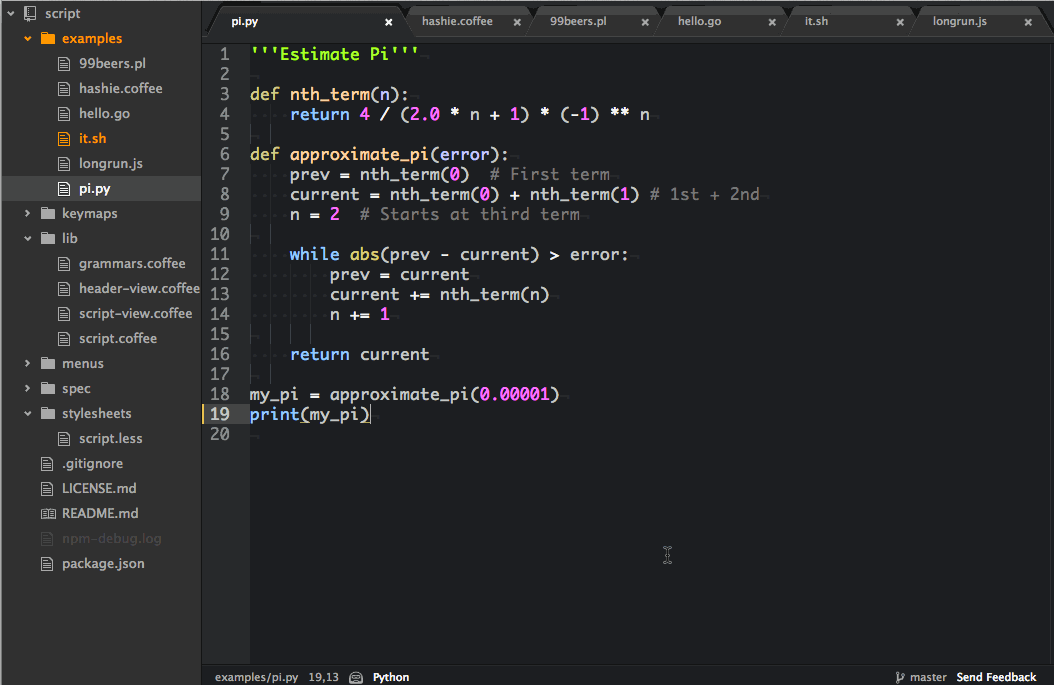 script
examples
99beers.pl
hashie.coffee
hello.go
it.sh
longrun.js
pi.py
keymaps
lib
grammars.coffee
header-view.coffee
script-view.coffee
script.coffee
menus
spec
stylesheets
script.less
.gitignore
LICENSE.md
README.md
npm-debug.log
package.json
pi.py hashie.coffee 99beers.pl hello.go it.sh longrun.js
1 '''Estimate Pi'''
2
3 def nth_term(n):
4     return 4 / (2.0 * n + 1) * (-1) ** n
5
6 def approximate_pi(error):
7     prev = nth_term(0)  # First term
8     current = nth_term(0) + nth_term(1) # 1st + 2nd
9     n = 2  # Starts at third term
10
11     while abs(prev - current) > error:
12         prev = current
13         current += nth_term(n)
14         n += 1
15
16     return current
17
18 my_pi = approximate_pi(0.00001)
19 print(my_pi)
20
examples/pi.py 19,13 Python master Send Feedback